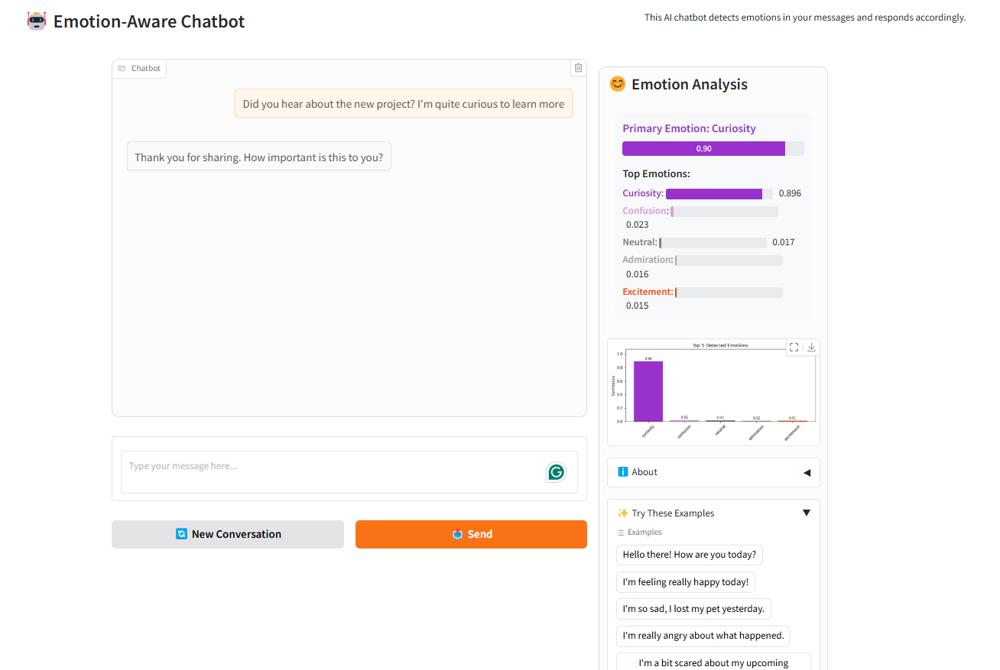 Emotion-Aware Chatbot
This AI chatbot detects emotions in your messages and responds accordingly.
Chatbot
Did you hear about the new project? I'm quite curious to learn more
Thank you for sharing. How important is this to you?
Type your message here...
New Conversation
Send
Emotion Analysis
Primary Emotion: Curiosity
0.90
Top Emotions:
Curiosity: 0.896
Confusion:
0.023
Neutral: 0.017
Admiration:
0.016
Excitement:
0.015
Top 5 Detected Emotions
Confidence
1.0
0.8
0.6
0.4
0.2
0.0
0.90
0.02
0.02
0.02
0.01
curiosity
confusion
neutral
admiration
excitement
About
Try These Examples
Examples
Hello there! How are you today?
I'm feeling really happy today!
I'm so sad, I lost my pet yesterday.
I'm really angry about what happened.
I'm a bit scared about my upcoming